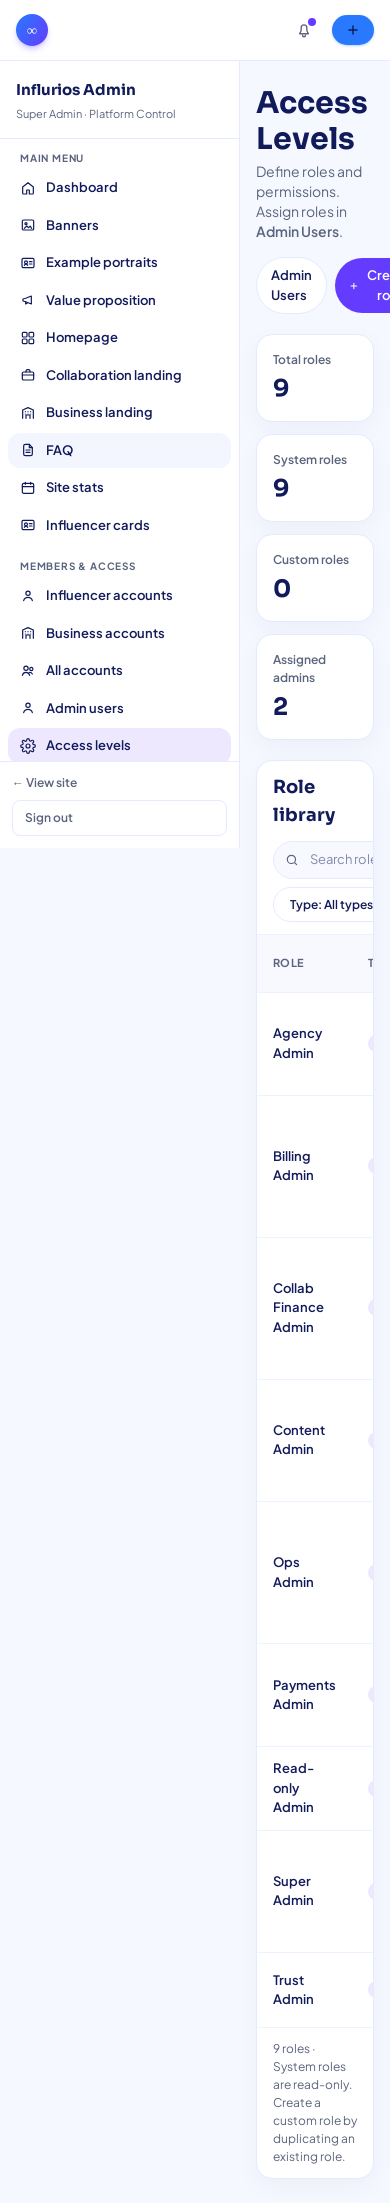 ∞
+
Influrios Admin
Super Admin · Platform Control
MAIN MENU
Dashboard
Banners
Example portraits
Value proposition
Homepage
Collaboration landing
Business landing
FAQ
Site stats
Influencer cards
MEMBERS & ACCESS
Influencer accounts
Business accounts
All accounts
Admin users
Access levels
← View site
Sign out
Access
Levels
Define roles and
permissions.
Assign roles in
Admin Users.
Admin
Users
+ Cre
ro
Total roles
9
System roles
9
Custom roles
0
Assigned
admins
2
Role
library
Search role
Type: All types
ROLE T
Agency
Admin
Billing
Admin
Collab
Finance
Admin
Content
Admin
Ops
Admin
Payments
Admin
Read-
only
Admin
Super
Admin
Trust
Admin
9 roles ·
System roles
are read-only.
Create a
custom role by
duplicating an
existing role.